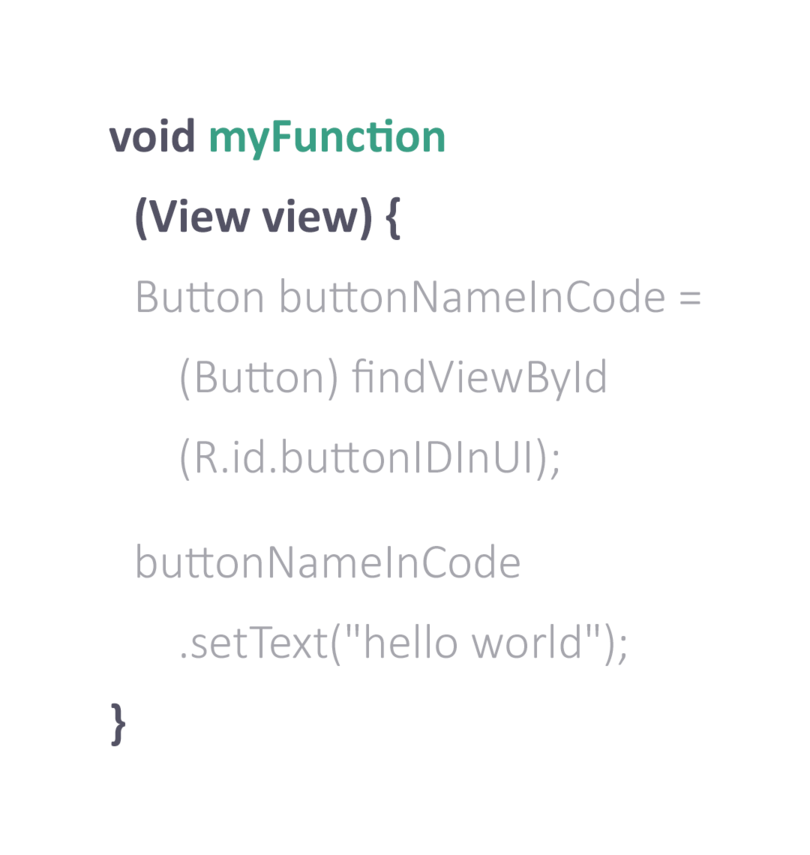 void myFunction
(View view) {
Button buttonNameInCode =
(Button) findViewById
(R.id.buttonIDInUI);
buttonNameInCode
.setText("hello world");
}